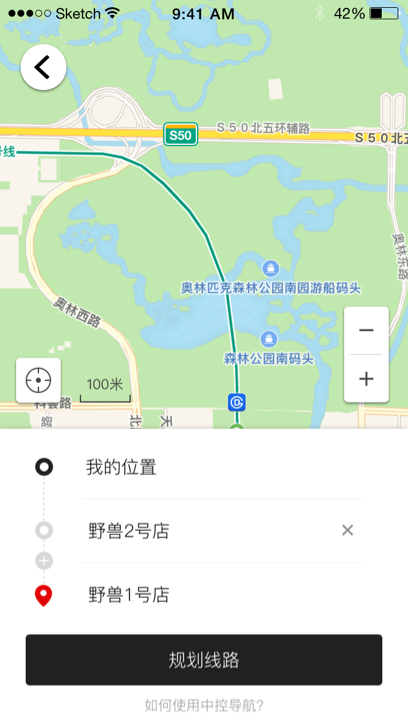 Sketch 9:41 AM 42%
S50
S50北五环辅路
S50北五
号线
奥林东路
奥林匹克森林公园南园游船码头
奥林西路
森林公园南码头
100米
科荟路
北
天
我的位置
野兽2号店
野兽1号店
规划线路
如何使用中控导航?